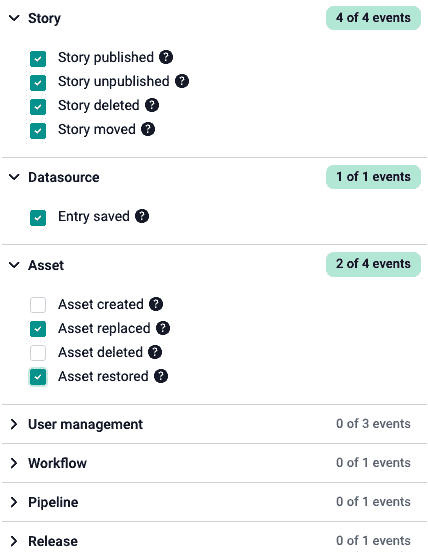 Story 4 of 4 events
Story published ?
Story unpublished ?
Story deleted ?
Story moved ?
Datasource 1 of 1 events
Entry saved ?
Asset 2 of 4 events
Asset created ?
Asset replaced ?
Asset deleted ?
Asset restored ?
User management 0 of 3 events
Workflow 0 of 1 events
Pipeline 0 of 1 events
Release 0 of 1 events